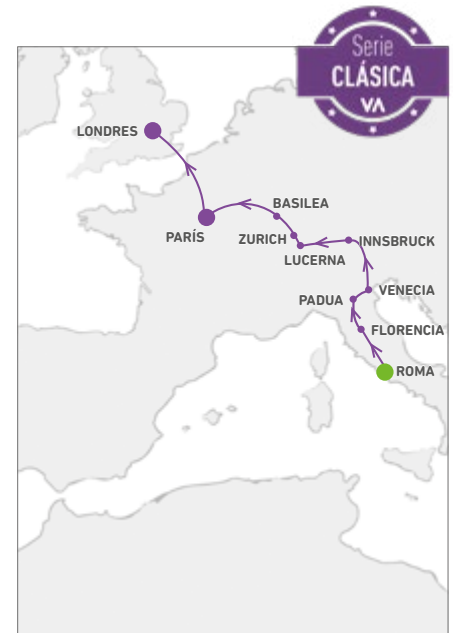 Serie
CLÁSICA
VA
LONDRES
BASILEA
PARÍS
ZURICH
INNSBRUCK
LUCERNA
VENECIA
PADUA
FLORENCIA
ROMA